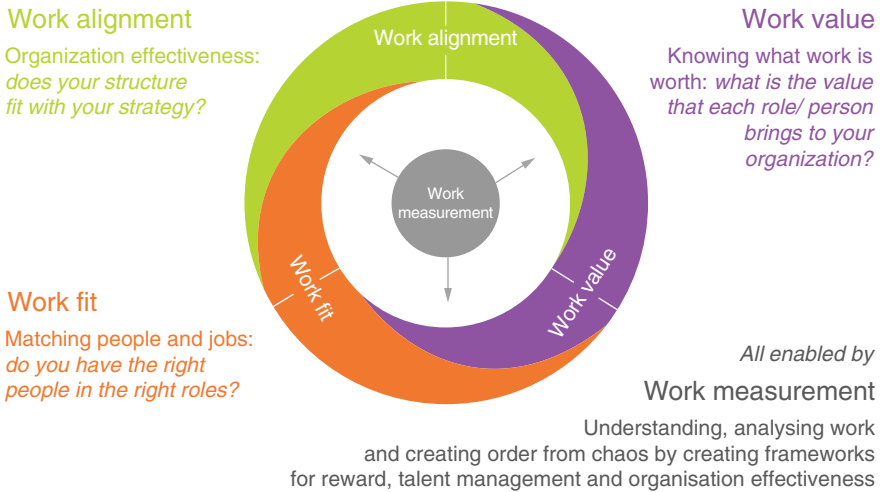 Work alignment
Organization effectiveness:
does your structure
fit with your strategy?
Work alignment
Work value
Knowing what work is
worth: what is the value
that each role/ person
brings to your
organization?
Work
measurement
Work fit
Work value
Work fit
Matching people and jobs:
do you have the right
people in the right roles?
All enabled by
Work measurement
Understanding, analysing work
and creating order from chaos by creating frameworks
for reward, talent management and organisation effectiveness